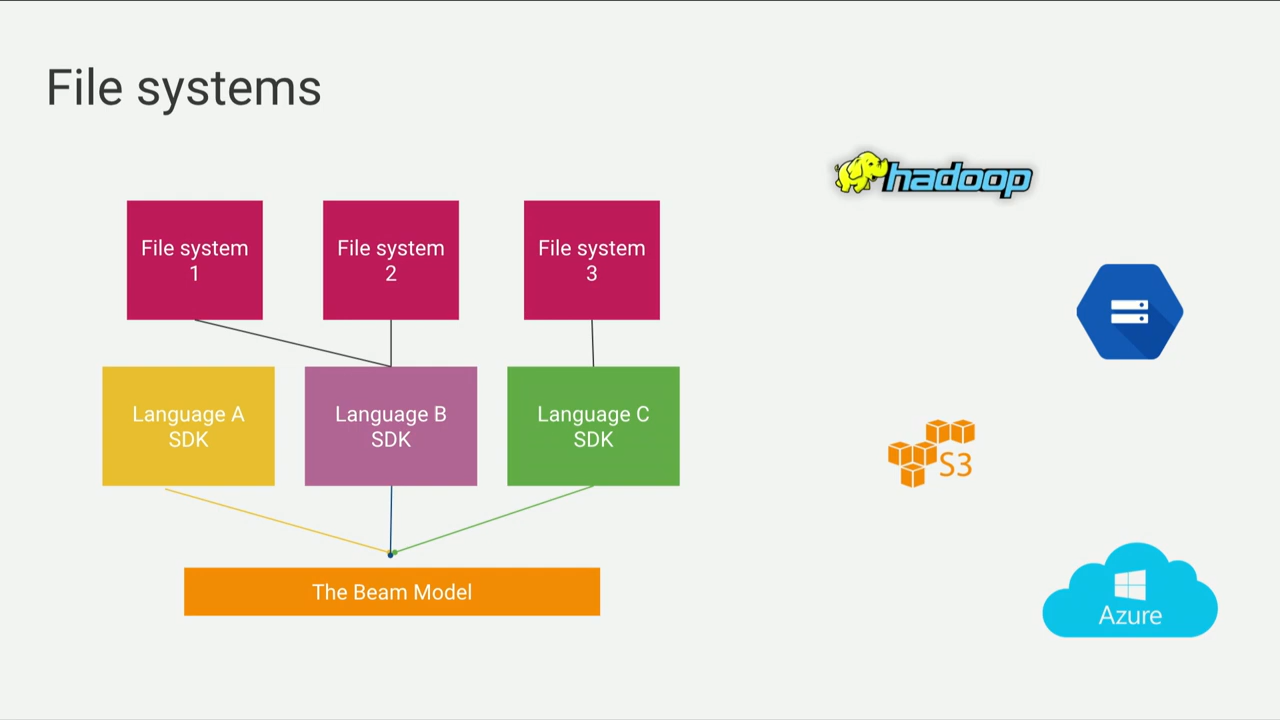 File systems
hadoop
File system
1
File system
2
File system
3
Language A
SDK
Language B
SDK
Language C
SDK
S3
The Beam Model
Azure